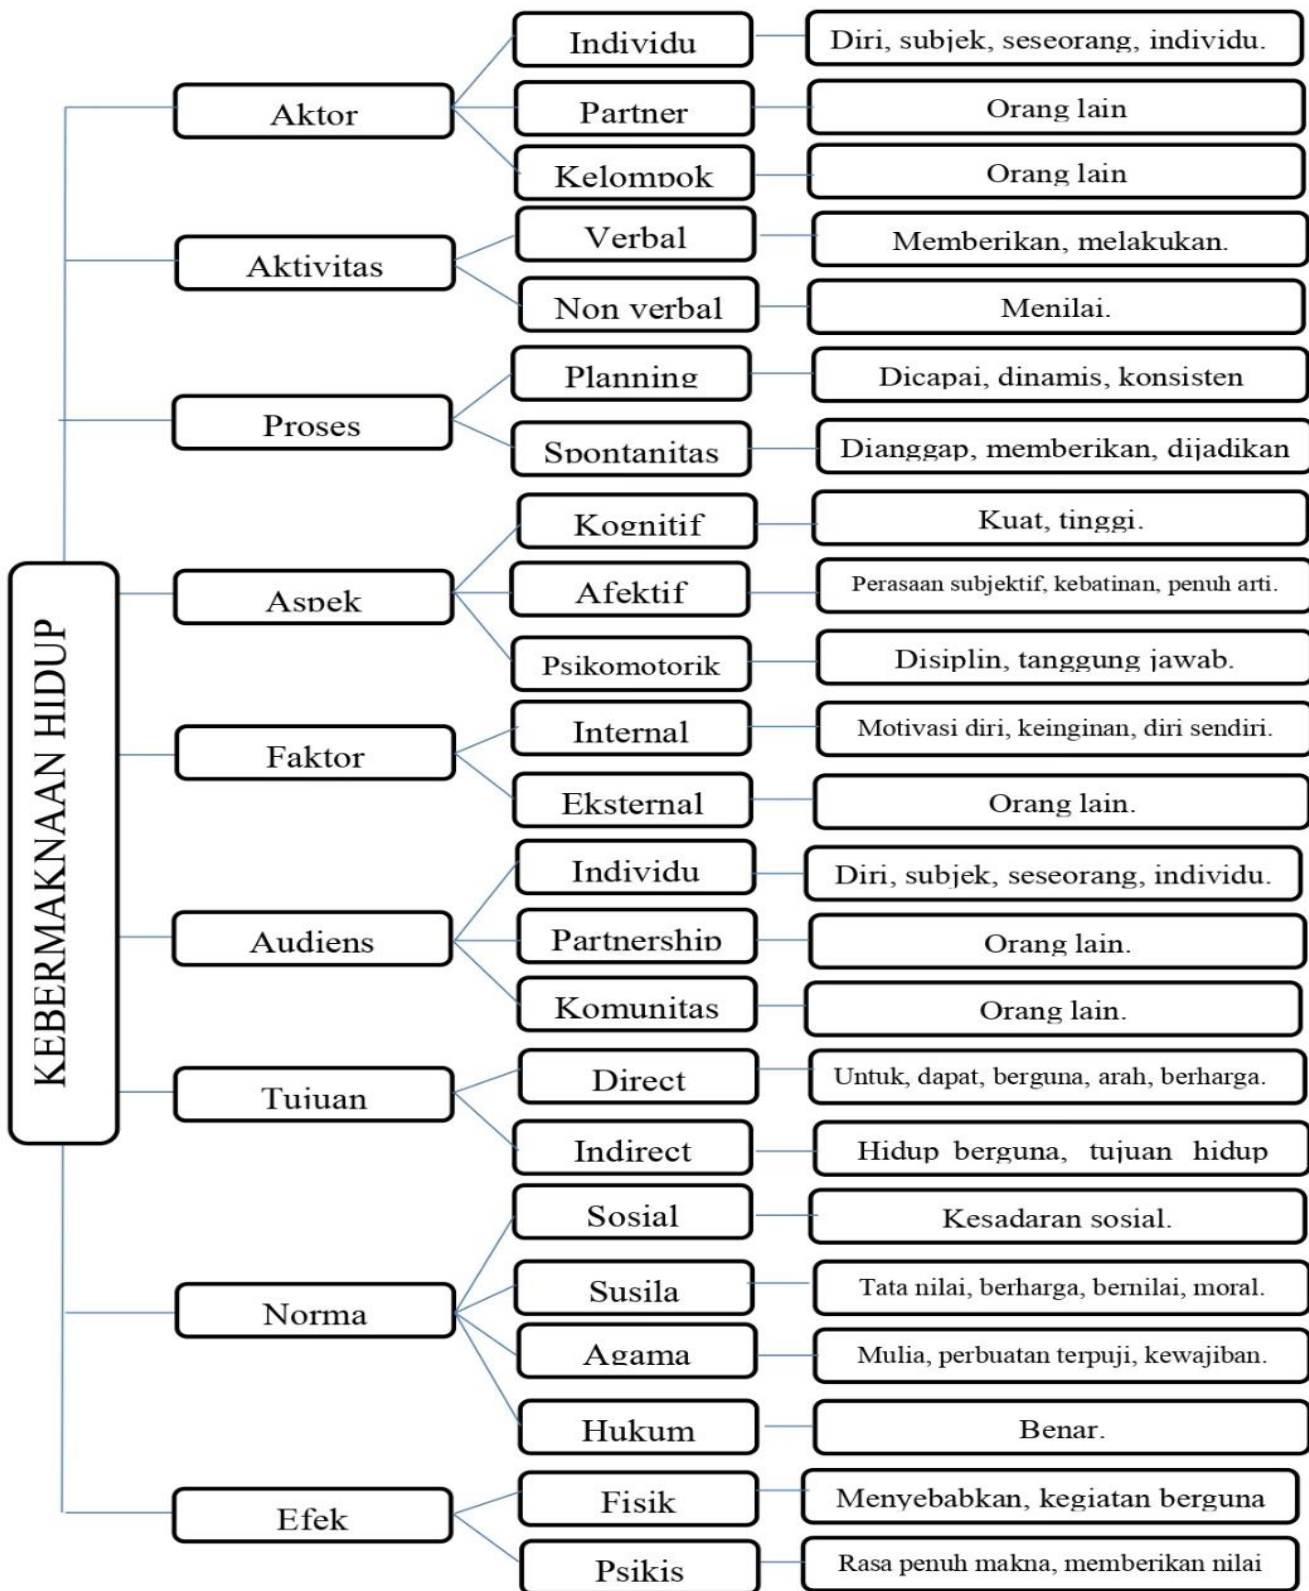 KEBERMAKNAAN HIDUP
Aktor
Individu
Diri, subjek, seseorang, individu.
Partner
Orang lain
Kelompok
Orang lain
Aktivitas
Verbal
Memberikan, melakukan.
Non verbal
Menilai.
Proses
Planning
Dicapai, dinamis, konsisten
Spontanitas
Dianggap, memberikan, dijadikan
Aspek
Kognitif
Kuat, tinggi.
Afektif
Perasaan subjektif, kebatinan, penuh arti.
Psikomotorik
Disiplin, tanggung jawab.
Faktor
Internal
Motivasi diri, keinginan, diri sendiri.
Eksternal
Orang lain.
Audiens
Individu
Diri, subjek, seseorang, individu.
Partnership
Orang lain.
Komunitas
Orang lain.
Tujuan
Direct
Untuk, dapat, berguna, arah, berharga.
Indirect
Hidup berguna, tujuan hidup
Norma
Sosial
Kesadaran sosial.
Susila
Tata nilai, berharga, bernilai, moral.
Agama
Mulia, perbuatan terpuji, kewajiban.
Hukum
Benar.
Efek
Fisik
Menyebabkan, kegiatan berguna
Psikis
Rasa penuh makna, memberikan nilai